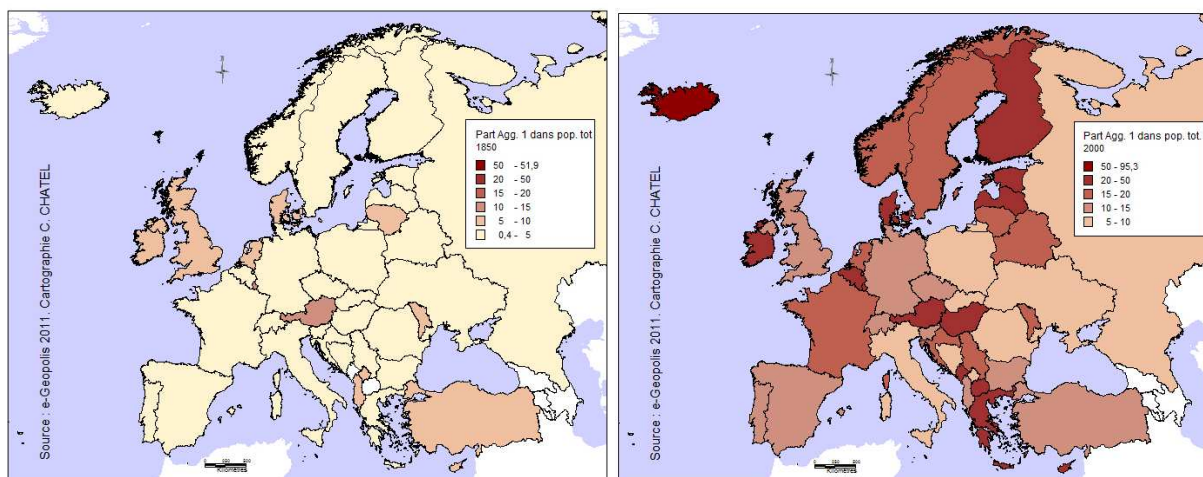 Part Agg. 1 dans pop. tot
1850
50 - 51,9
20 - 50
15 - 20
10 - 15
5 - 10
0,4 - 5
Source : e-Geopolis 2011. Cartographie C. CHATEL
Kilomètres
Part Agg. 1 dans pop. tot.
2000
50 - 95,3
20 - 50
15 - 20
10 - 15
5 - 10
Source : e-Geopolis 2011. Cartographie C. CHATEL
Kilomètres